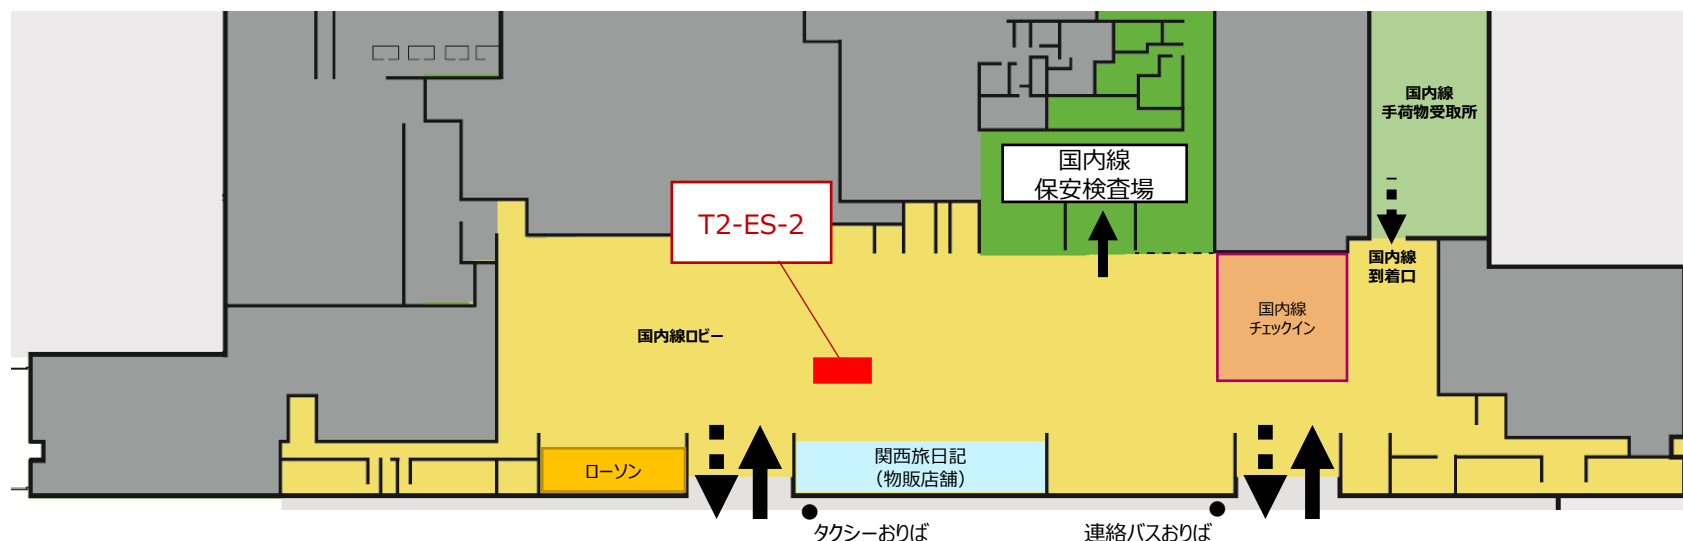 国内線
手荷物受取所
国内線
保安検査場
T2-ES-2
国内線
到着口
国内線
チェックイン
国内線ロビー
ローソン
関西旅日記
（物販店舗）
タクシーおりば
連絡バスおりば